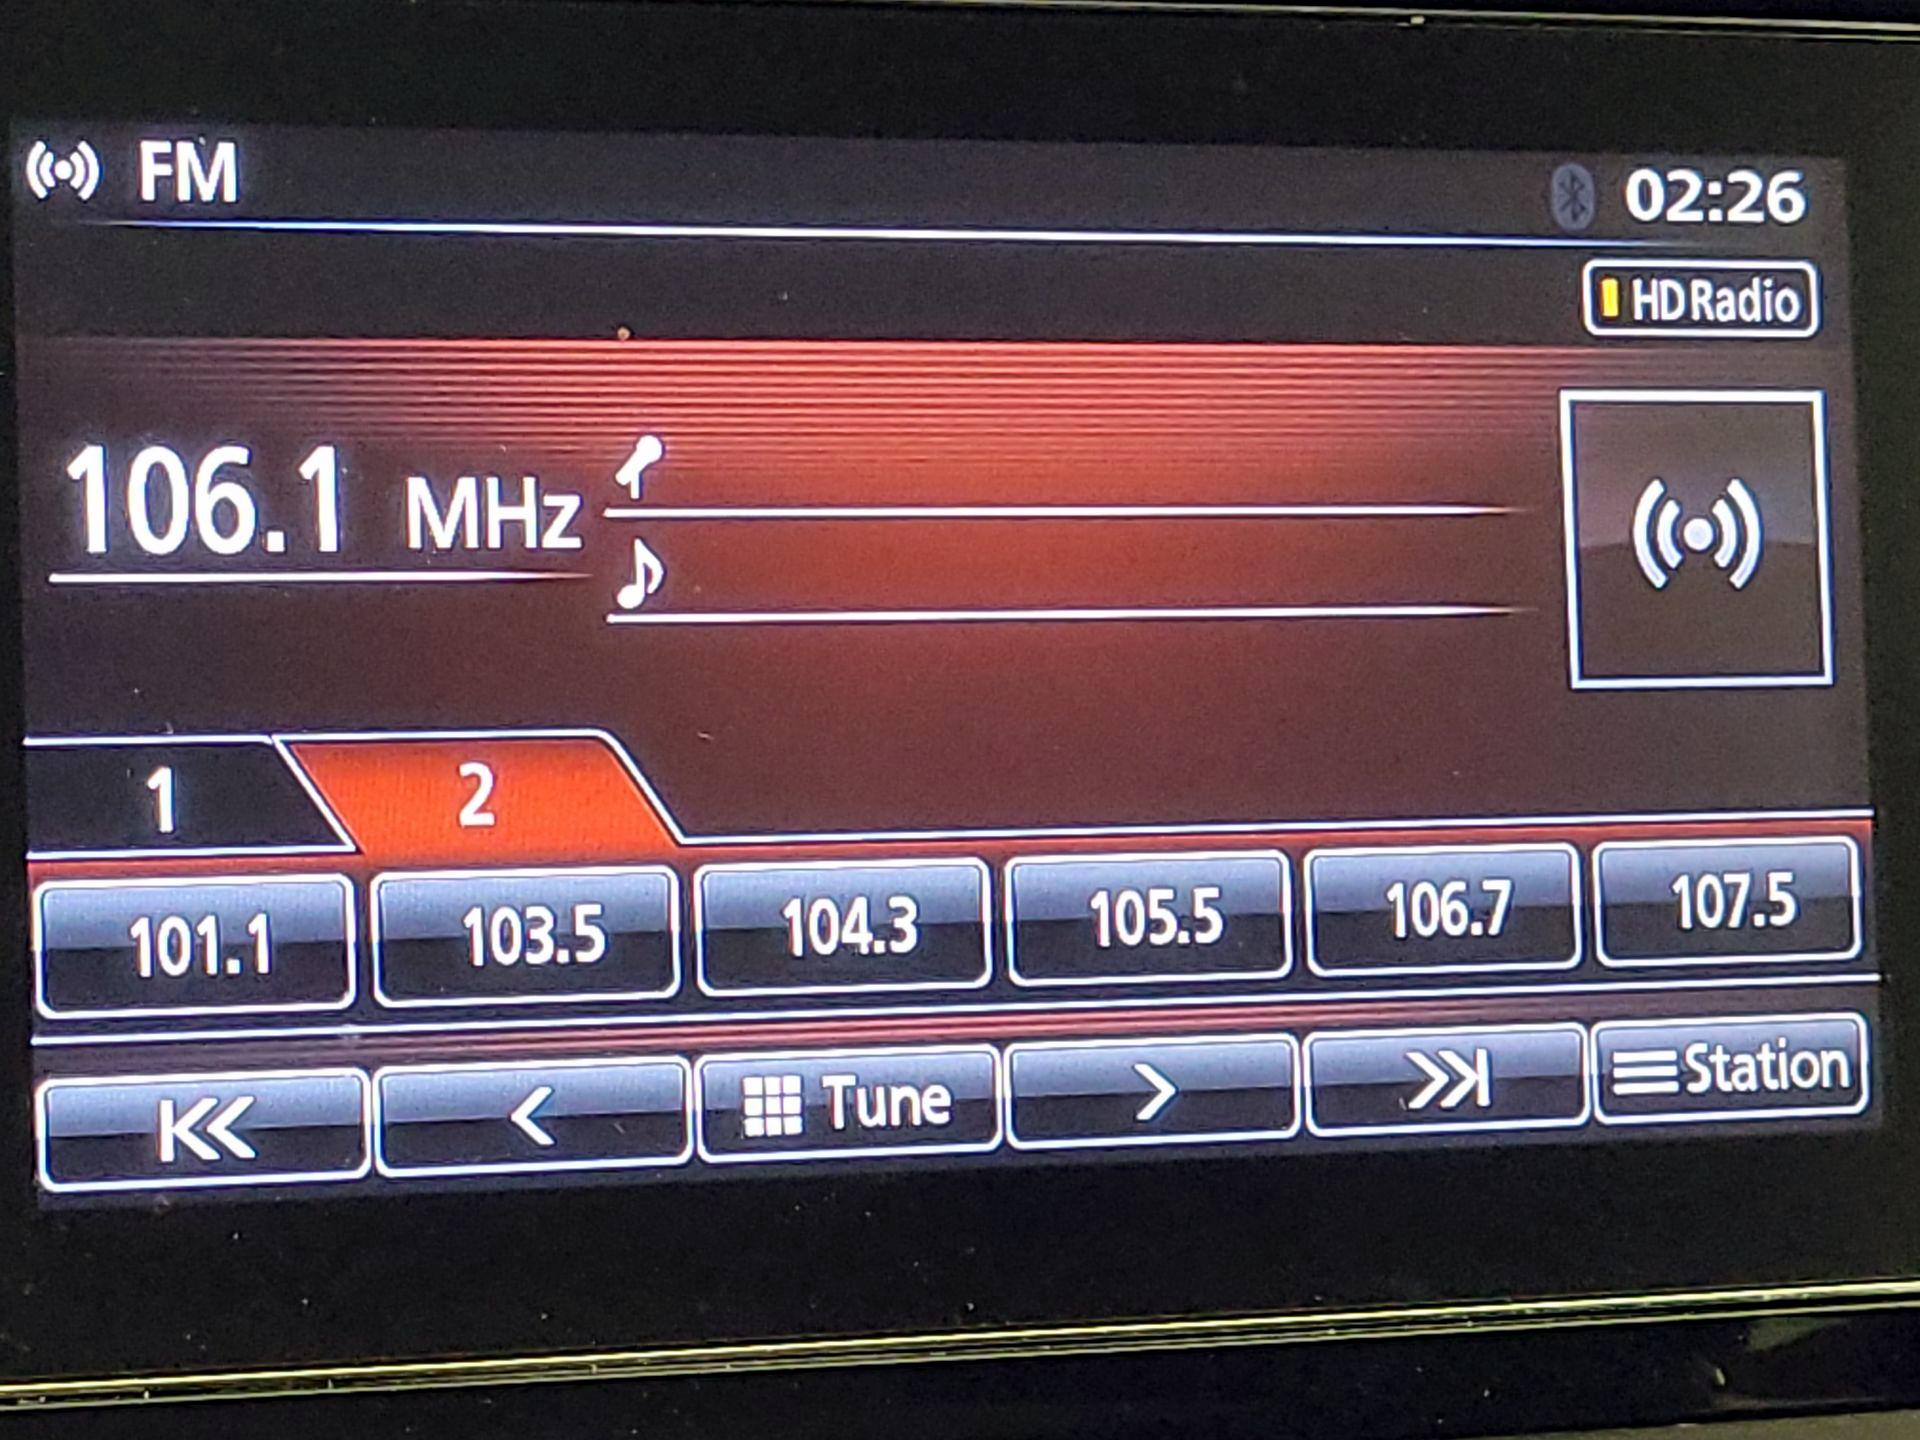 FM
02:26
HD Radio
106.1 MHz
1 2
101.1 103.5 104.3 105.5 106.7 107.5
Tune Station